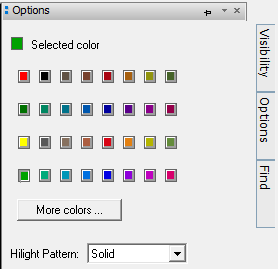 Options
Selected color
More colors ...
Hilight Pattern: Solid
Visibility
Options
Find